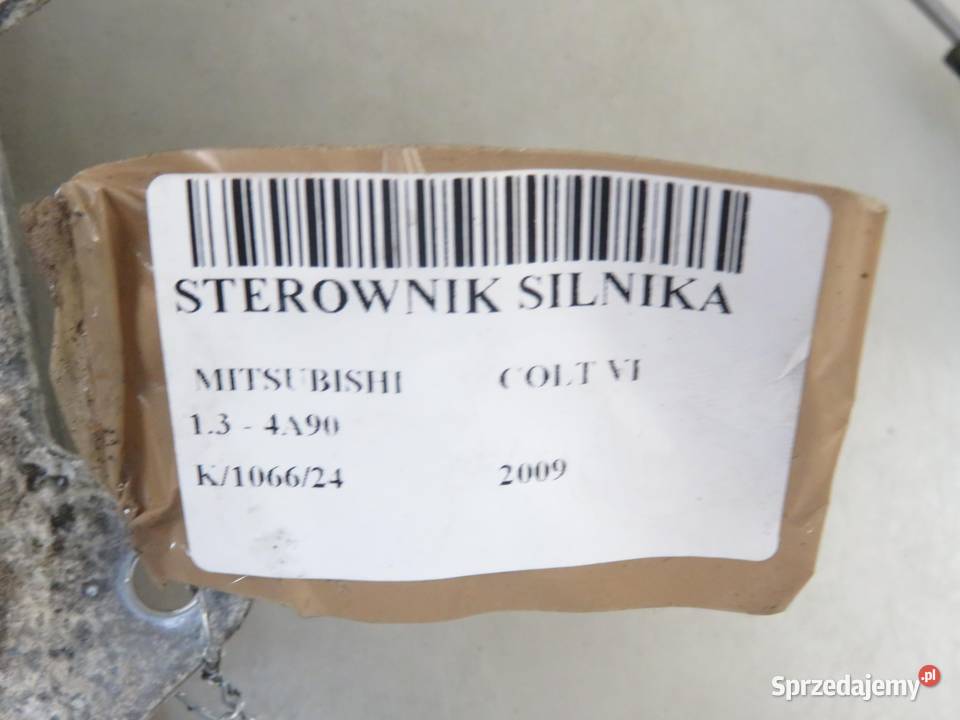 STEROWNIK SILNIKA
MITSUBISHI COLT VI
1.3 - 4A90
K/1066/24 2009
Sprzedajemy.pl